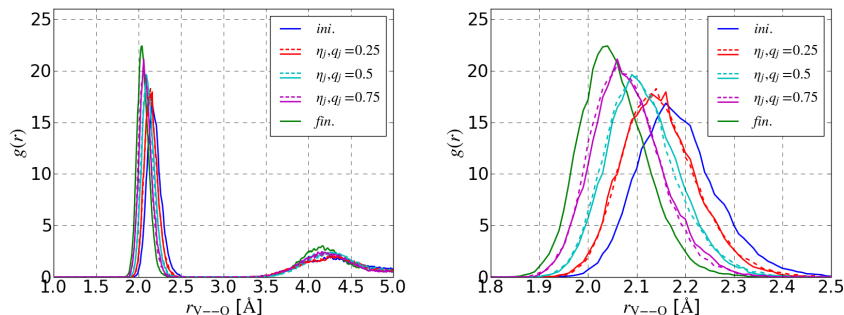 g(r)
25
20
15
10
5
0
1.0 1.5 2.0 2.5 3.0 3.5 4.0 4.5 5.0
r_{V--O} [Å]
ini.
η_j,q_j=0.25
η_j,q_j=0.5
η_j,q_j=0.75
fin.
g(r)
25
20
15
10
5
0
1.8 1.9 2.0 2.1 2.2 2.3 2.4 2.5
r_{V--O} [Å]
ini.
η_j,q_j=0.25
η_j,q_j=0.5
η_j,q_j=0.75
fin.